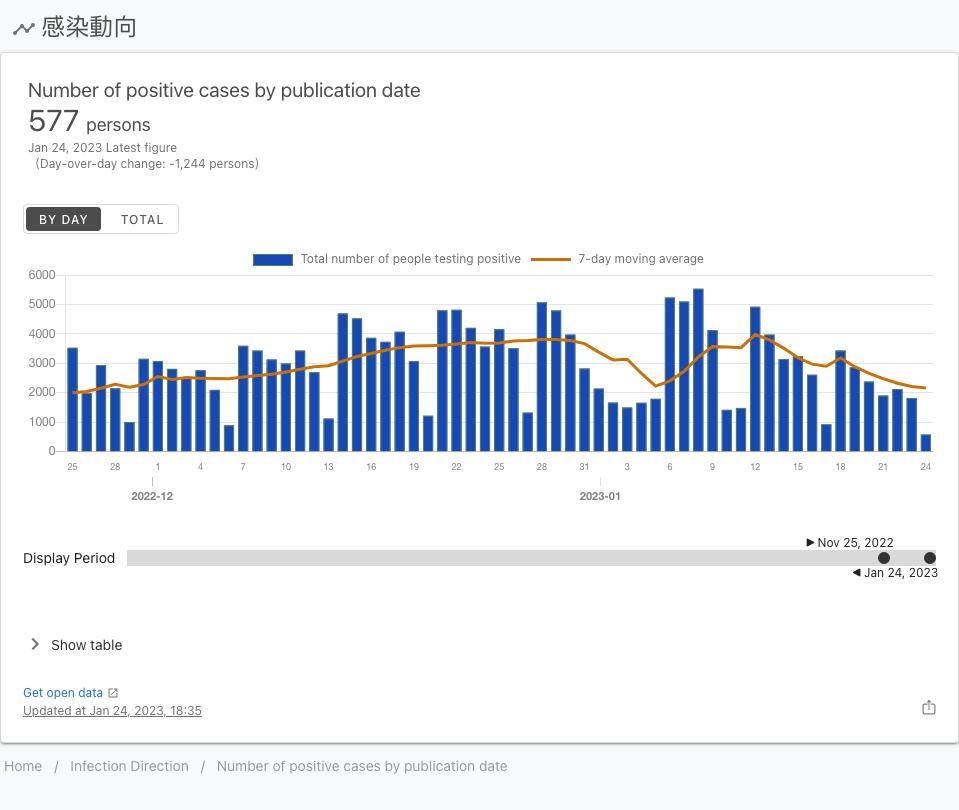 感染動向
Number of positive cases by publication date
577 persons
Jan 24, 2023 Latest figure
(Day-over-day change: -1,244 persons)
BY DAY TOTAL
Total number of people testing positive 7-day moving average
6000
5000
4000
3000
2000
1000
0
25 28 1 4 7 10 13 16 19 22 25 28 31 3 6 9 12 15 18 21 24
2022-12 2023-01
Nov 25, 2022
Display Period
Jan 24, 2023
Show table
Get open data
Updated at Jan 24, 2023, 18:35
Home / Infection Direction / Number of positive cases by publication date